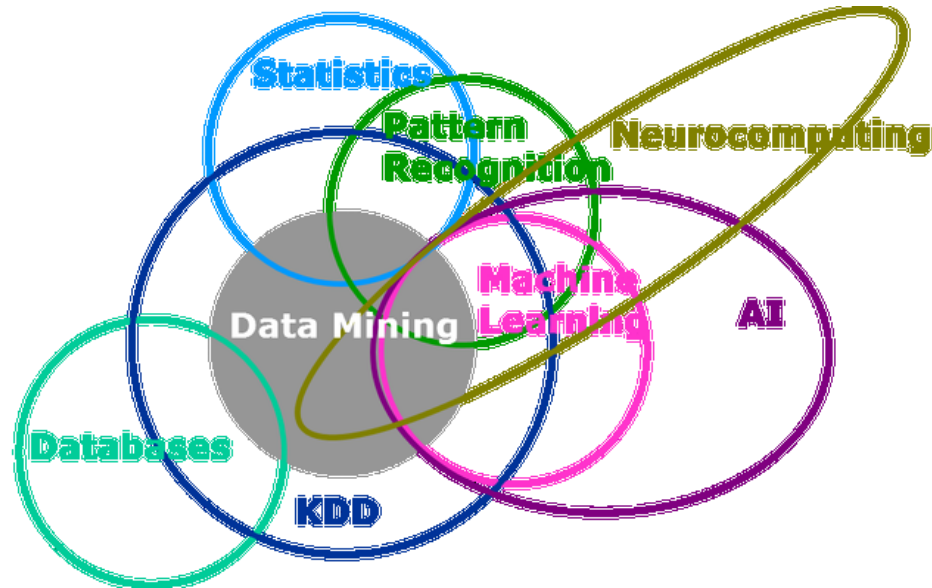 Statistics
Pattern
Recognition
Neurocomputing
Machine
Learning
AI
Data Mining
Databases
KDD